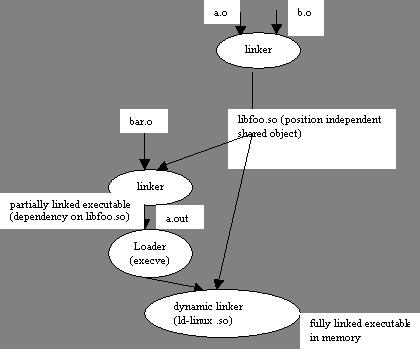 a.o
b.o
linker
libfoo.so (position independent
shared object)
bar.o
linker
partially linked executable
(dependency on libfoo.so)
a.out
Loader
(execve)
dynamic linker
(ld-linux .so)
fully linked executable
in memory